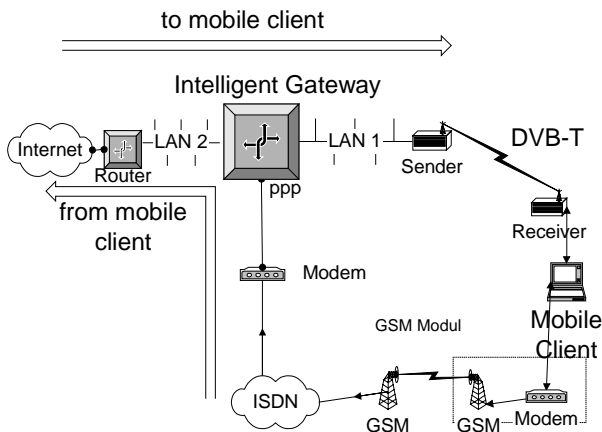 to mobile client
Intelligent Gateway
Internet
Router
LAN 2
LAN 1
Sender
DVB-T
ppp
from mobile
client
Receiver
Modem
Mobile
Client
GSM Modul
ISDN
GSM
GSM
Modem